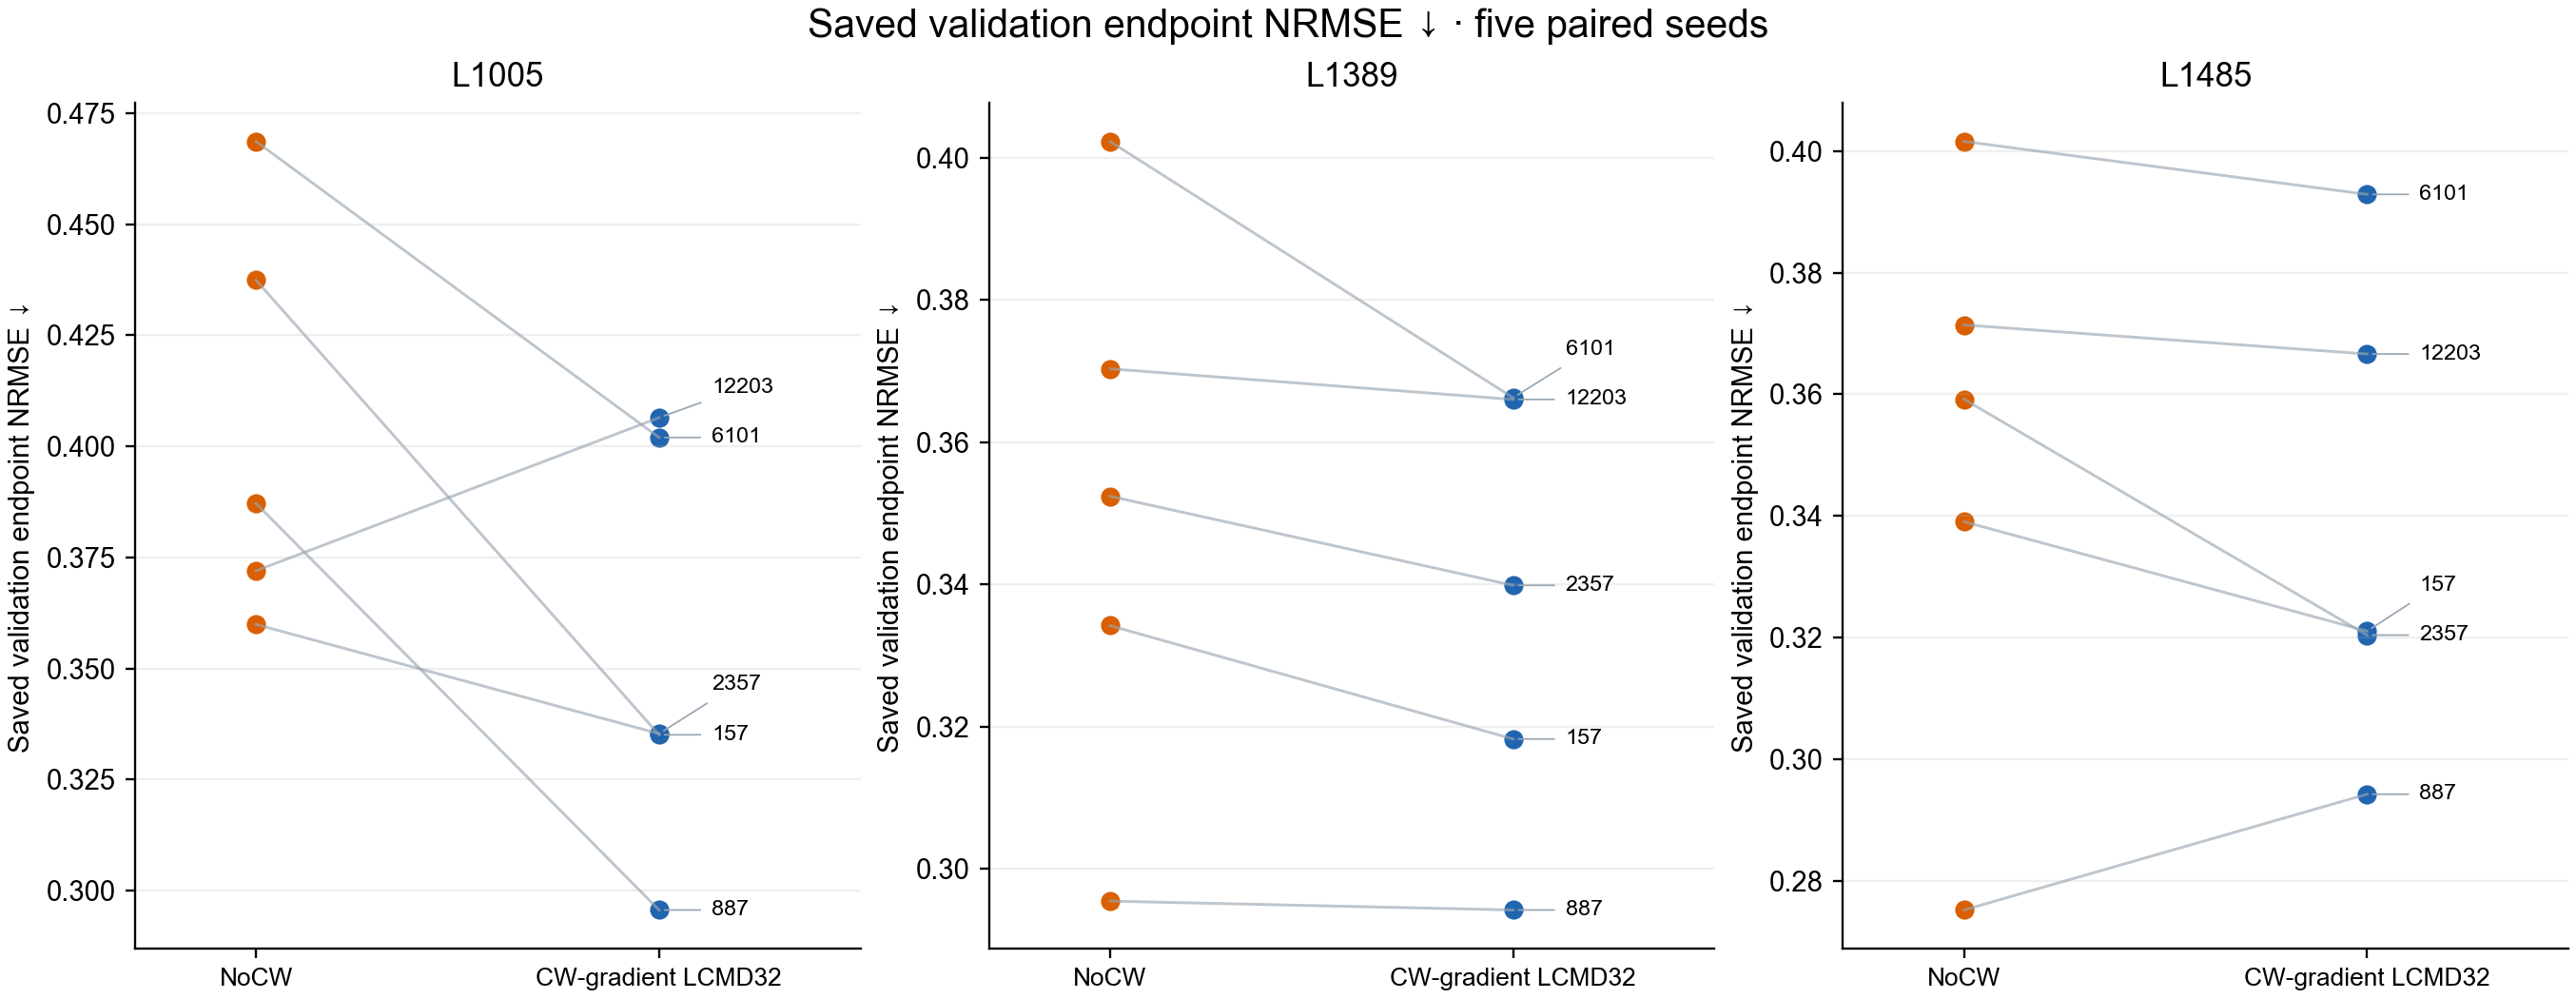 Saved validation endpoint NRMSE ↓ · five paired seeds
L1005
Saved validation endpoint NRMSE ↓
0.475
0.450
0.425
0.400
0.375
0.350
0.325
0.300
12203
6101
2357
157
887
NoCW
CW-gradient LCMD32
L1389
Saved validation endpoint NRMSE ↓
0.40
0.38
0.36
0.34
0.32
0.30
6101
12203
2357
157
887
NoCW
CW-gradient LCMD32
L1485
Saved validation endpoint NRMSE ↓
0.40
0.38
0.36
0.34
0.32
0.30
0.28
6101
12203
157
2357
887
NoCW
CW-gradient LCMD32